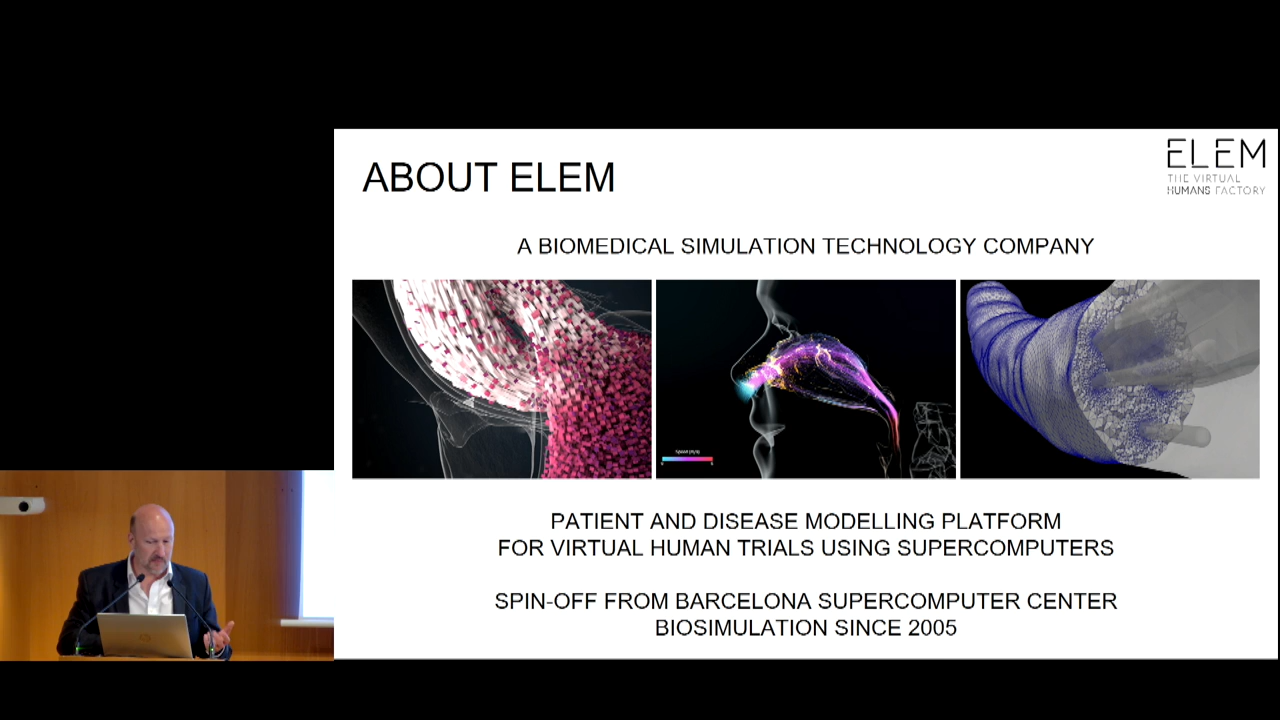 ABOUT ELEM
ELEM
THE VIRTUAL
HUMANS FACTORY
A BIOMEDICAL SIMULATION TECHNOLOGY COMPANY
PATIENT AND DISEASE MODELLING PLATFORM
FOR VIRTUAL HUMAN TRIALS USING SUPERCOMPUTERS
SPIN-OFF FROM BARCELONA SUPERCOMPUTER CENTER
BIOSIMULATION SINCE 2005